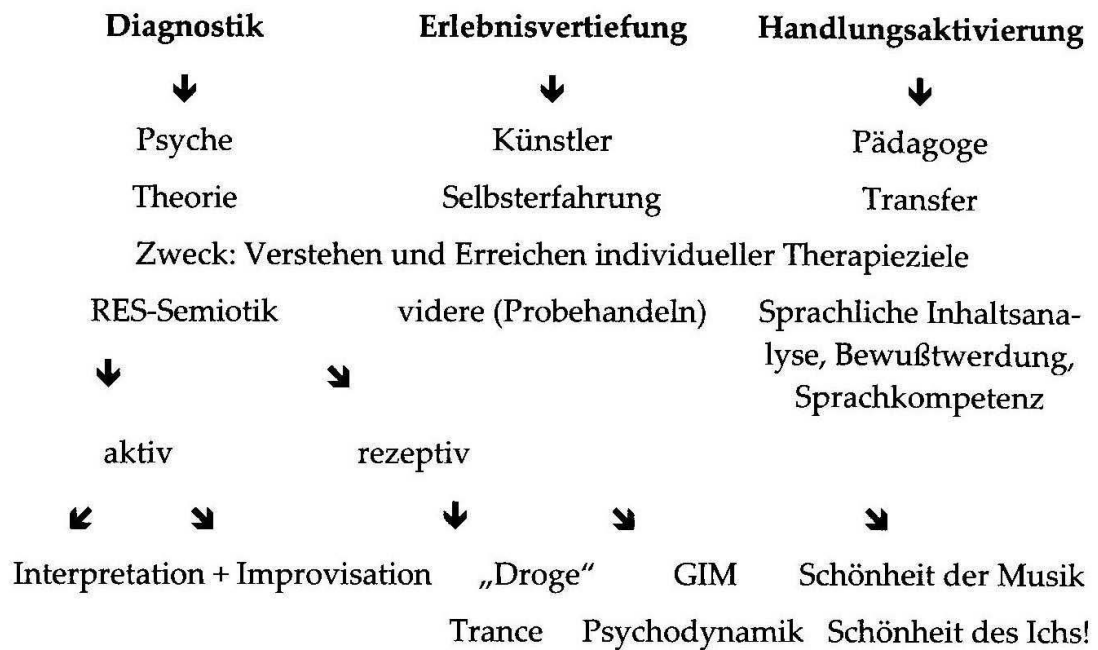 Diagnostik Erlebnisvertiefung Handlungsaktivierung
Psyche Künstler Pädagoge
Theorie Selbsterfahrung Transfer
Zweck: Verstehen und Erreichen individueller Therapieziele
RES-Semiotik videre (Probehandeln) Sprachliche Inhaltsana-
lyse, Bewußtwerdung,
Sprachkompetenz
aktiv rezeptiv
Interpretation + Improvisation „Droge“ GIM Schönheit der Musik
Trance Psychodynamik Schönheit des Ichs!